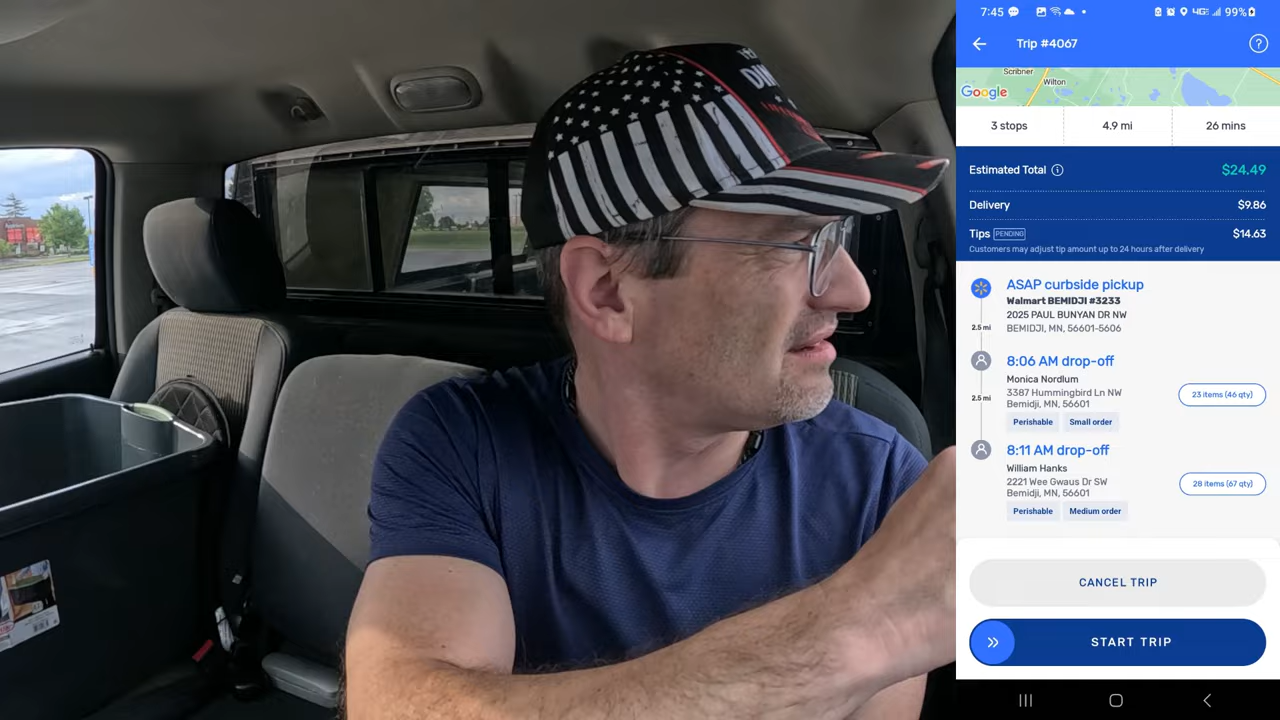 7:45
4G 99%
Trip #4067
?
Scribner
Wilton
Google
3 stops 4.9 mi 26 mins
Estimated Total $24.49
Delivery $9.86
Tips PENDING $14.63
Customers may adjust tip amount up to 24 hours after delivery
ASAP curbside pickup
Walmart BEMIDJI #3233
2025 PAUL BUNYAN DR NW
BEMIDJI, MN, 56601-5606
2.5 mi
8:06 AM drop-off
Monica Nordlum
3387 Hummingbird Ln NW
Bemidji, MN, 56601
23 items (46 qty)
2.5 mi
Perishable Small order
8:11 AM drop-off
William Hanks
2221 Wee Gwaus Dr SW
Bemidji, MN, 56601
28 items (67 qty)
Perishable Medium order
CANCEL TRIP
START TRIP